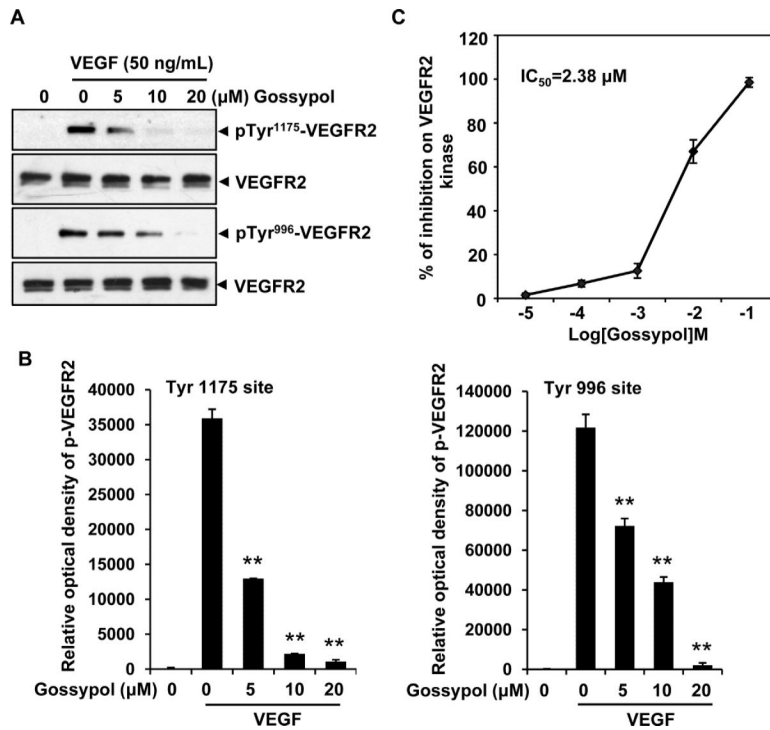 A
VEGF (50 ng/mL)
0 0 5 10 20 (µM) Gossypol
pTyr1175-VEGFR2
VEGFR2
pTyr996-VEGFR2
VEGFR2
C
% of inhibition on VEGFR2
kinase
120
100
80
60
40
20
0
IC50=2.38 µM
-5 -4 -3 -2 -1
Log[Gossypol]M
B
Relative optical density of p-VEGFR2
40000
35000
30000
25000
20000
15000
10000
5000
0
Tyr 1175 site
**
**
**
Gossypol (µM) 0 0 5 10 20
VEGF
Relative optical density of p-VEGFR2
140000
120000
100000
80000
60000
40000
20000
0
Tyr 996 site
**
**
**
Gossypol (µM) 0 0 5 10 20
VEGF